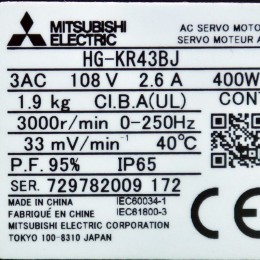 MITSUBISHI
ELECTRIC
AC SERVO MOTO
SERVO MOTEUR A
HG-KR43BJ
3AC 108 V 2.6 A 400W
1.9 kg CI.B.A(UL) CONT
3000r/min 0-250Hz
33 mV/min⁻¹ 40°C
P.F. 95% IP65
SER. 729782009 172
MADE IN CHINA IEC60034-1
FABRIQUÉ EN CHINE IEC61800-3
MITSUBISHI ELECTRIC CORPORATION
TOKYO 100-8310 JAPAN
CE